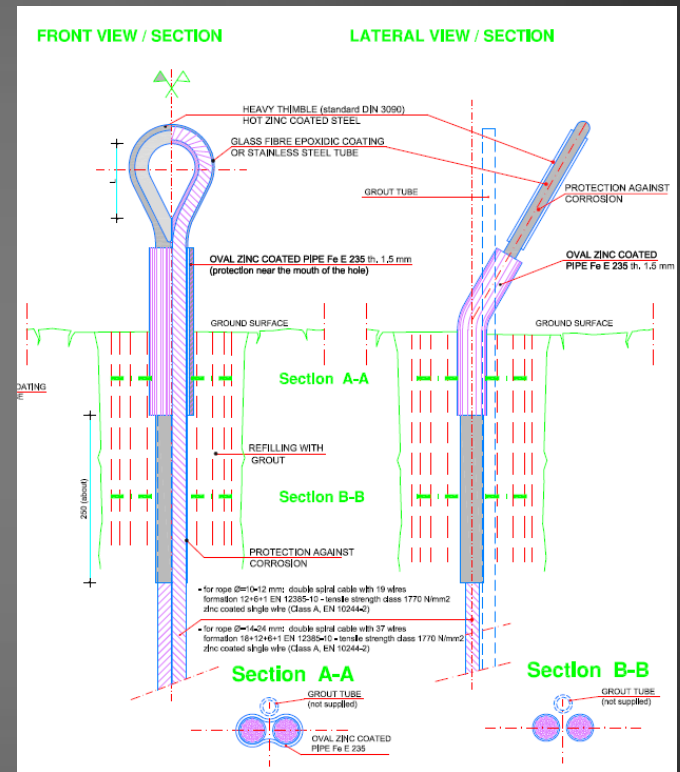 FRONT VIEW / SECTION
LATERAL VIEW / SECTION
HEAVY THIMBLE (standard DIN 3090)
HOT ZINC COATED STEEL
GLASS FIBRE EPOXIDIC COATING
OR STAINLESS STEEL TUBE
GROUT TUBE
PROTECTION AGAINST
CORROSION
L
OVAL ZINC COATED PIPE Fe E 235 th. 1,5 mm
(protection near the mouth of the hole)
OVAL ZINC COATED
PIPE Fe E 235 th. 1,5 mm
GROUND SURFACE
GROUND SURFACE
Section A-A
OATING
REFILLING WITH
GROUT
250 (about)
Section B-B
PROTECTION AGAINST
CORROSION
- for rope Ø=10-12 mm: double spiral cable with 19 wires
formation 12+6+1 EN 12385-10 - tensile strength class 1770 N/mm2
zinc coated single wire (Class A, EN 10244-2)
- for rope Ø=14-24 mm: double spiral cable with 37 wires
formation 18+12+6+1 EN 12385-10 - tensile strength class 1770 N/mm2
zinc coated single wire (Class A, EN 10244-2)
Section A-A
GROUT TUBE
(not supplied)
OVAL ZINC COATED
PIPE Fe E 235
Section B-B
GROUT TUBE
(not supplied)